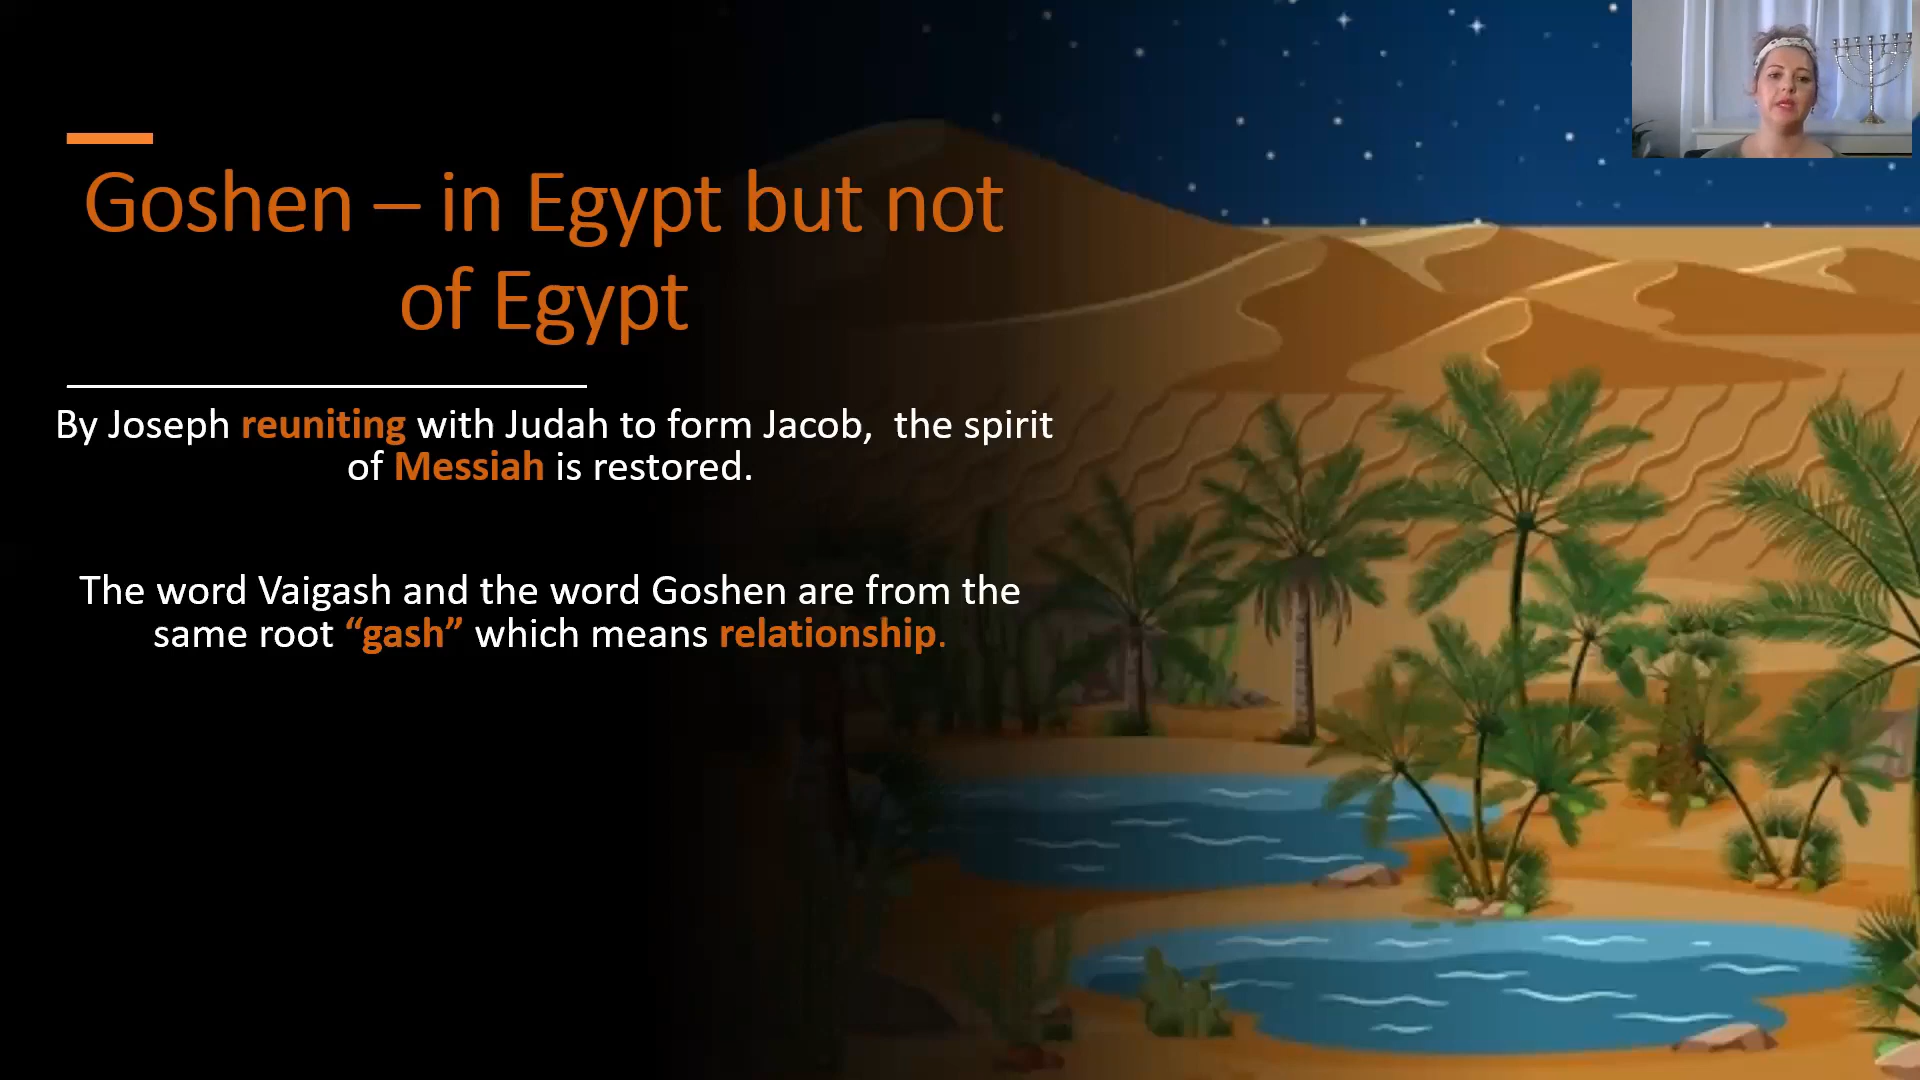 Goshen – in Egypt but not
of Egypt
By Joseph reuniting with Judah to form Jacob,  the spirit
of Messiah is restored.
The word Vaigash and the word Goshen are from the
same root “gash” which means relationship.